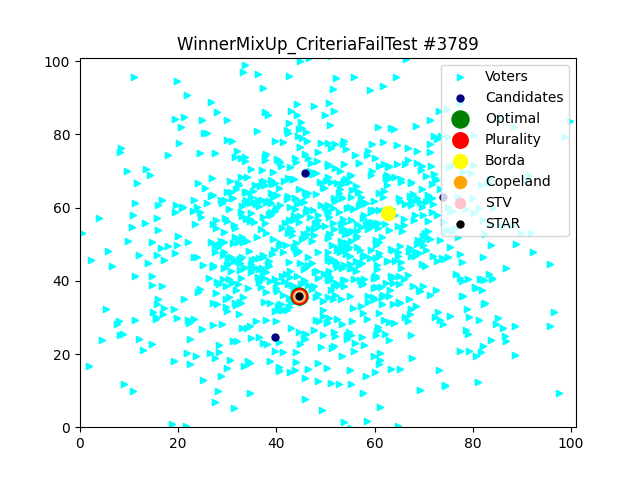 WinnerMixUp_CriteriaFailTest #3789
100
80
60
40
20
0
0 20 40 60 80 100
Voters
Candidates
Optimal
Plurality
Borda
Copeland
STV
STAR